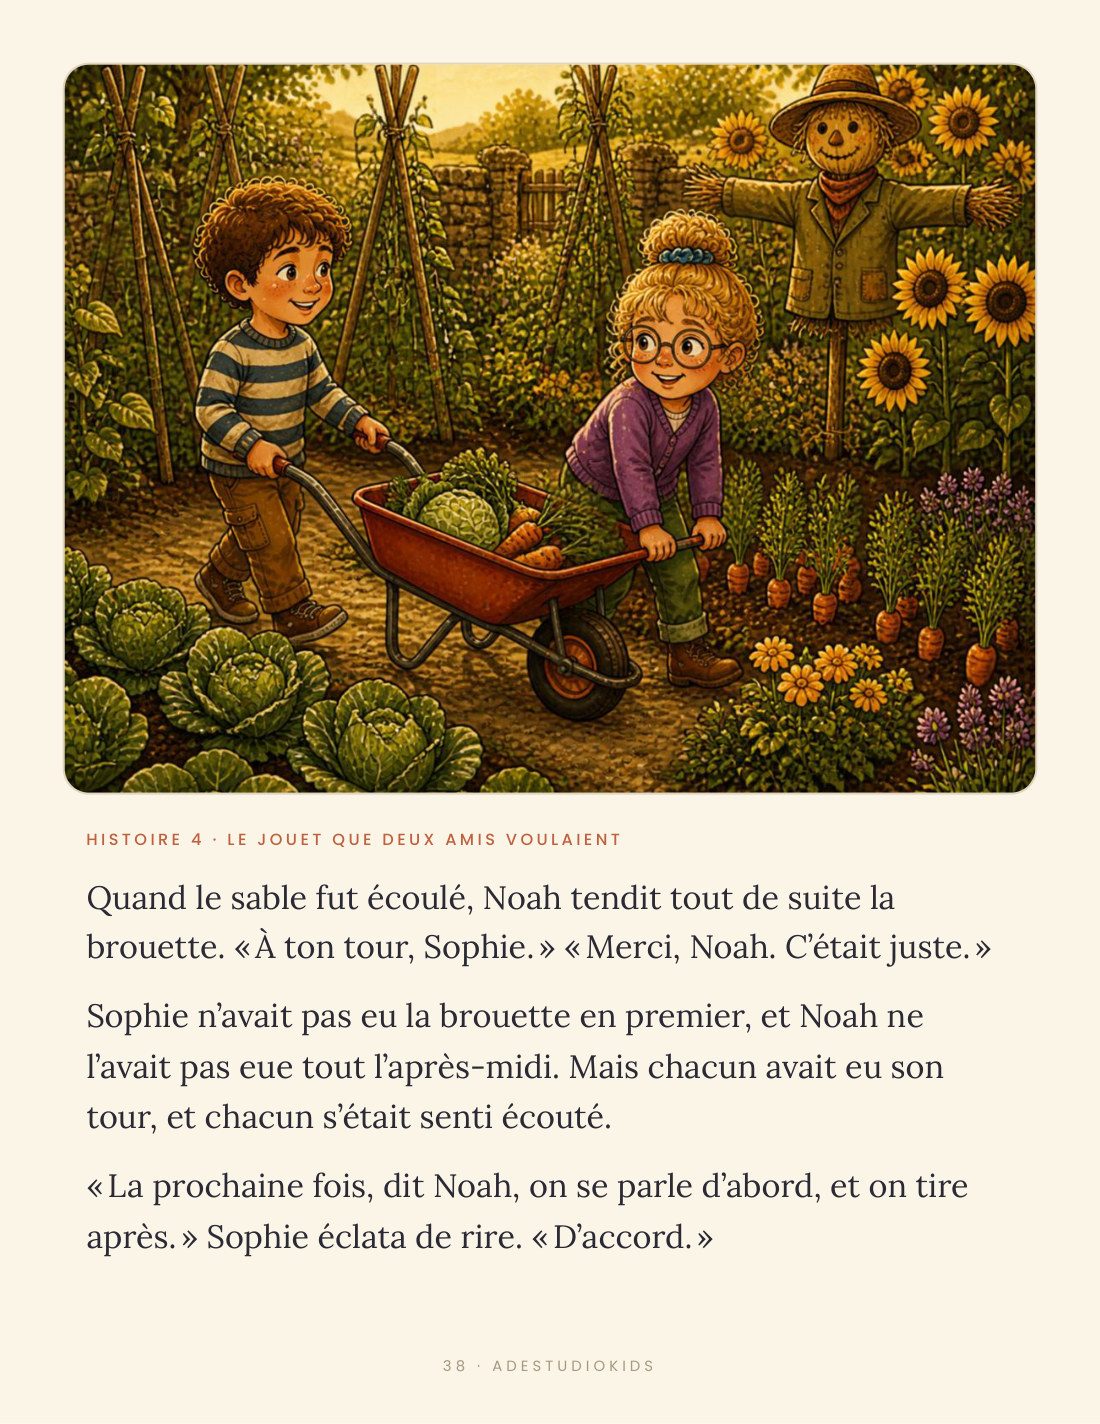 HISTOIRE 4 · LE JOUET QUE DEUX AMIS VOULAIENT
Quand le sable fut écoulé, Noah tendit tout de suite la
brouette. « À ton tour, Sophie. » « Merci, Noah. C’était juste. »
Sophie n’avait pas eu la brouette en premier, et Noah ne
l’avait pas eue tout l’après-midi. Mais chacun avait eu son
tour, et chacun s’était senti écouté.
« La prochaine fois, dit Noah, on se parle d’abord, et on tire
après. » Sophie éclata de rire. « D’accord. »
38 · ADESTUDIOKIDS